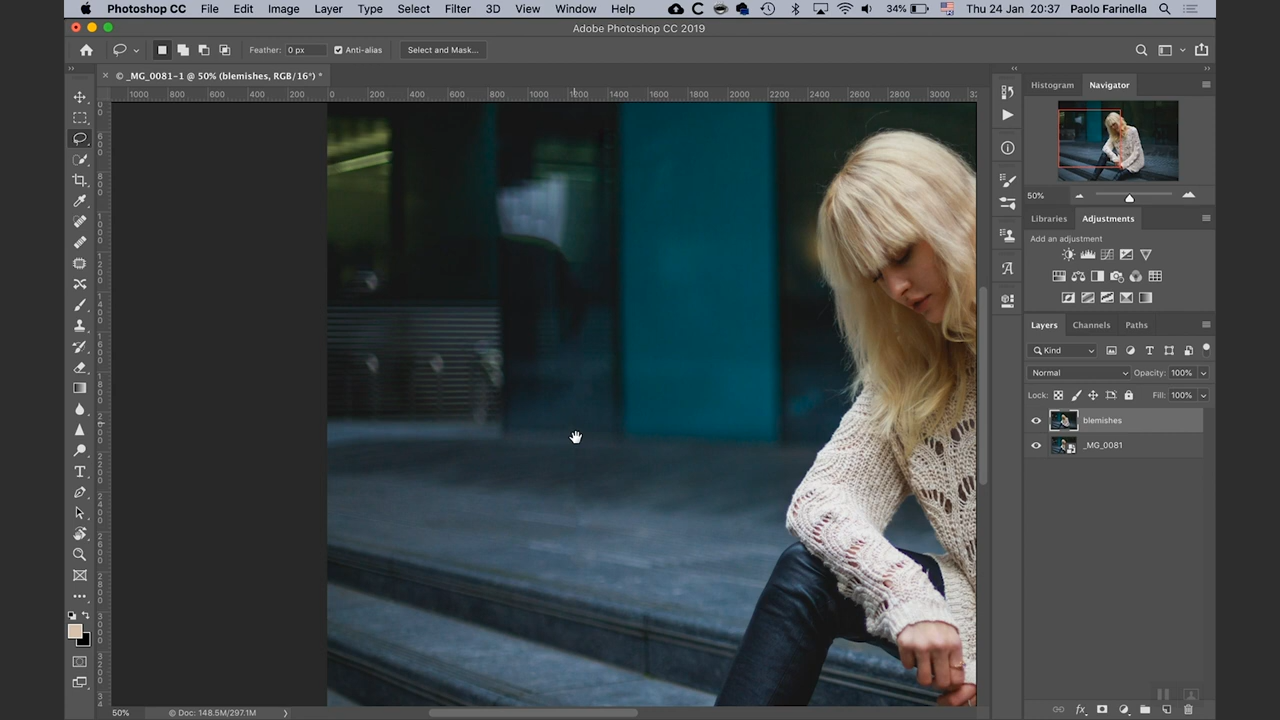 Photoshop CC File Edit Image Layer Type Select Filter 3D View Window Help 34% Thu 24 Jan 20:37 Paolo Farinella
Adobe Photoshop CC 2019
Feather: 0 px Anti-alias Select and Mask...
× © _MG_0081-1 @ 50% (blemishes, RGB/16*) *
1000 800 600 400 200 0 200 400 600 800 1000 1200 1400 1600 1800 2000 2200 2400 2600 2800 3000
Histogram Navigator
50%
Libraries Adjustments
Add an adjustment
Layers Channels Paths
Kind
Normal Opacity: 100%
Lock: Fill: 100%
blemishes
_MG_0081
50% © Doc: 148.5M/297.1M